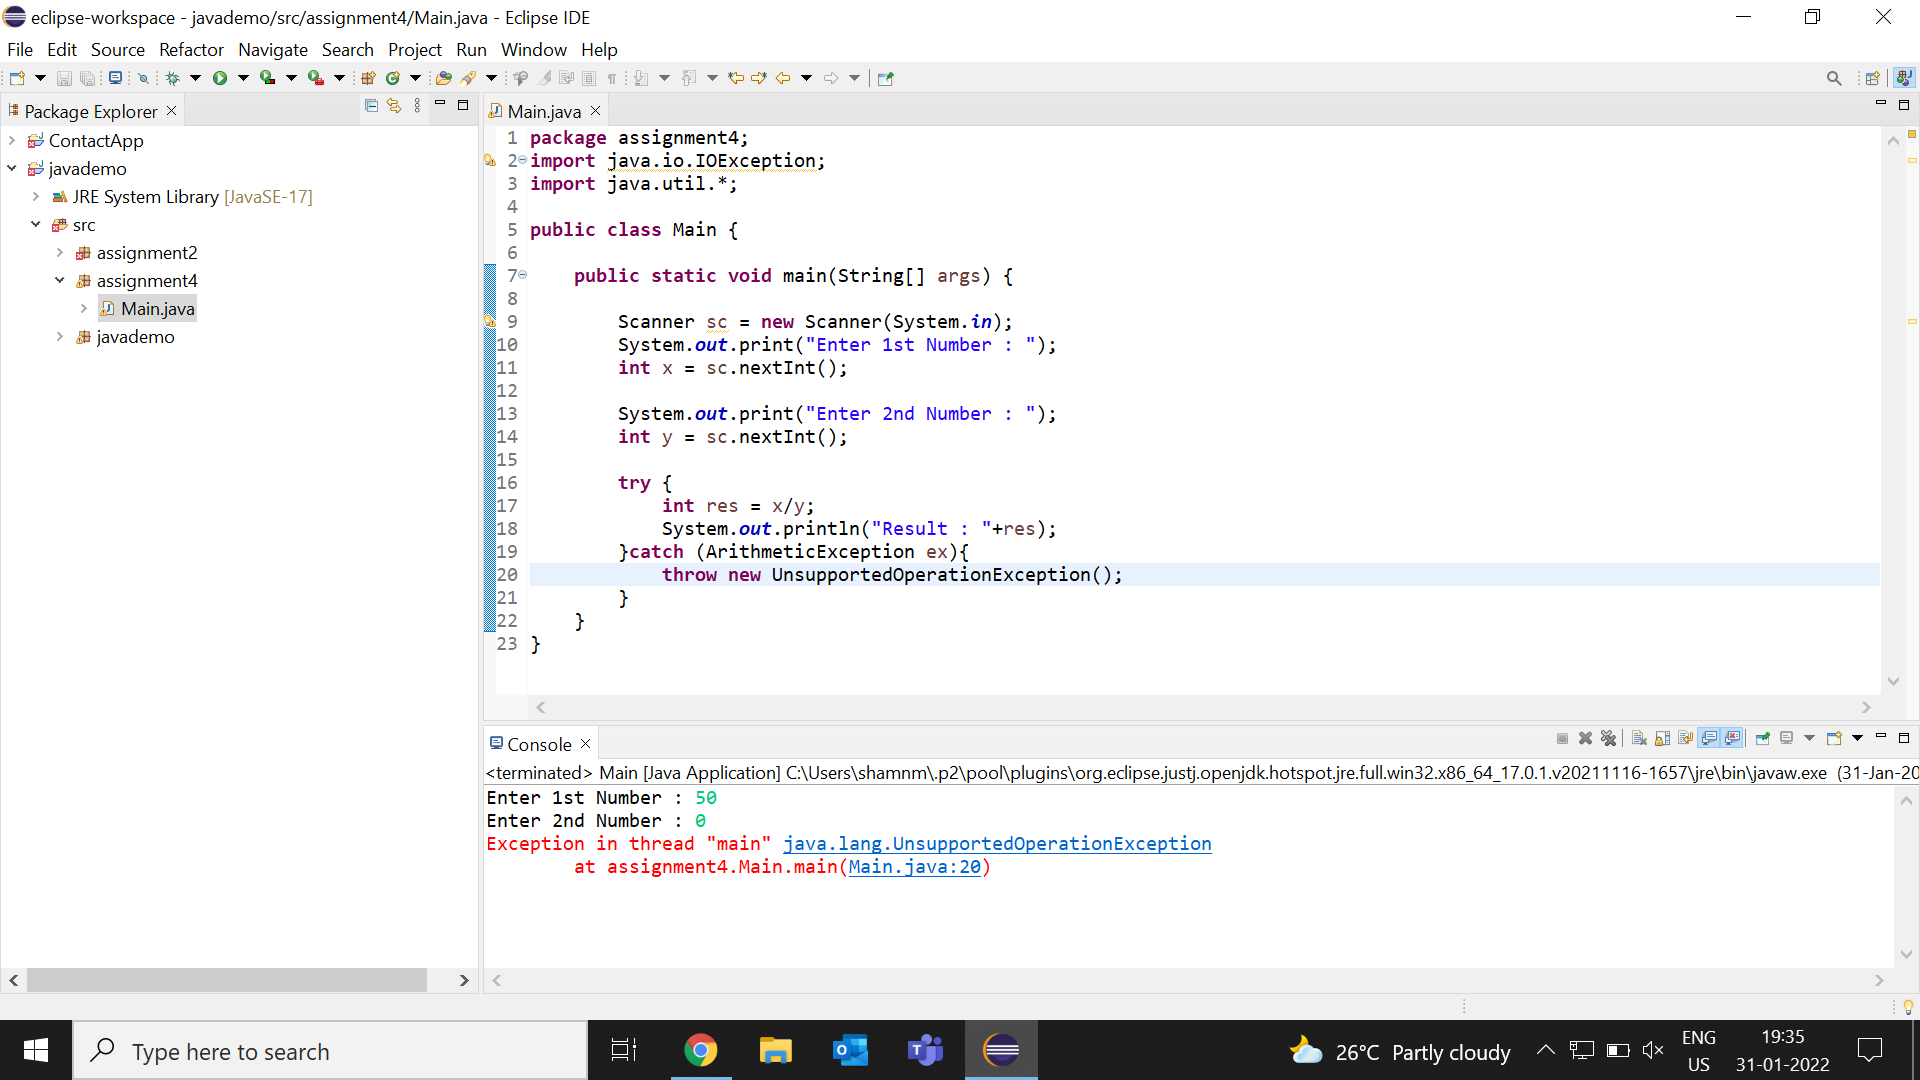 eclipse-workspace - javademo/src/assignment4/Main.java - Eclipse IDE
File Edit Source Refactor Navigate Search Project Run Window Help
Package Explorer
ContactApp
javademo
JRE System Library [JavaSE-17]
src
assignment2
assignment4
Main.java
javademo
Main.java
1 package assignment4;
2 import java.io.IOException;
3 import java.util.*;
4
5 public class Main {
6
7 public static void main(String[] args) {
8
9 Scanner sc = new Scanner(System.in);
10 System.out.print("Enter 1st Number : ");
11 int x = sc.nextInt();
12
13 System.out.print("Enter 2nd Number : ");
14 int y = sc.nextInt();
15
16 try {
17 int res = x/y;
18 System.out.println("Result : "+res);
19 }catch (ArithmeticException ex){
20 throw new UnsupportedOperationException();
21 }
22 }
23 }
Console
<terminated> Main [Java Application] C:\Users\shamnm\.p2\pool\plugins\org.eclipse.justj.openjdk.hotspot.jre.full.win32.x86_64_17.0.1.v20211116-1657\jre\bin\javaw.exe (31-Jan-20
Enter 1st Number : 50
Enter 2nd Number : 0
Exception in thread "main" java.lang.UnsupportedOperationException
at assignment4.Main.main(Main.java:20)
Type here to search
26°C Partly cloudy
ENG
US
19:35
31-01-2022